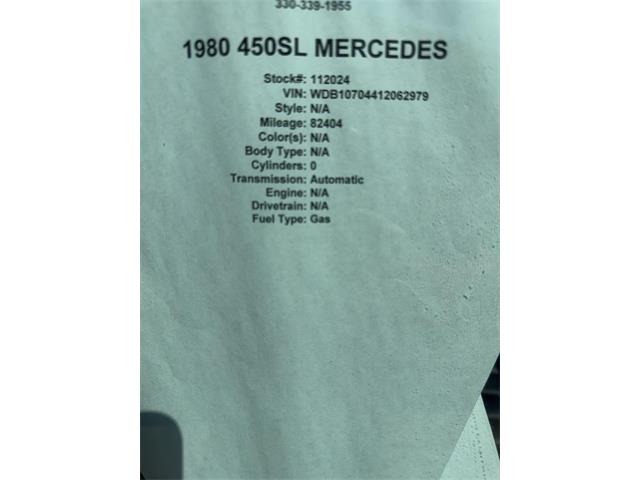 330-339-1955
1980 450SL MERCEDES
Stock#: 112024
VIN: WDB10704412062979
Style: N/A
Mileage: 82404
Color(s): N/A
Body Type: N/A
Cylinders: 0
Transmission: Automatic
Engine: N/A
Drivetrain: N/A
Fuel Type: Gas